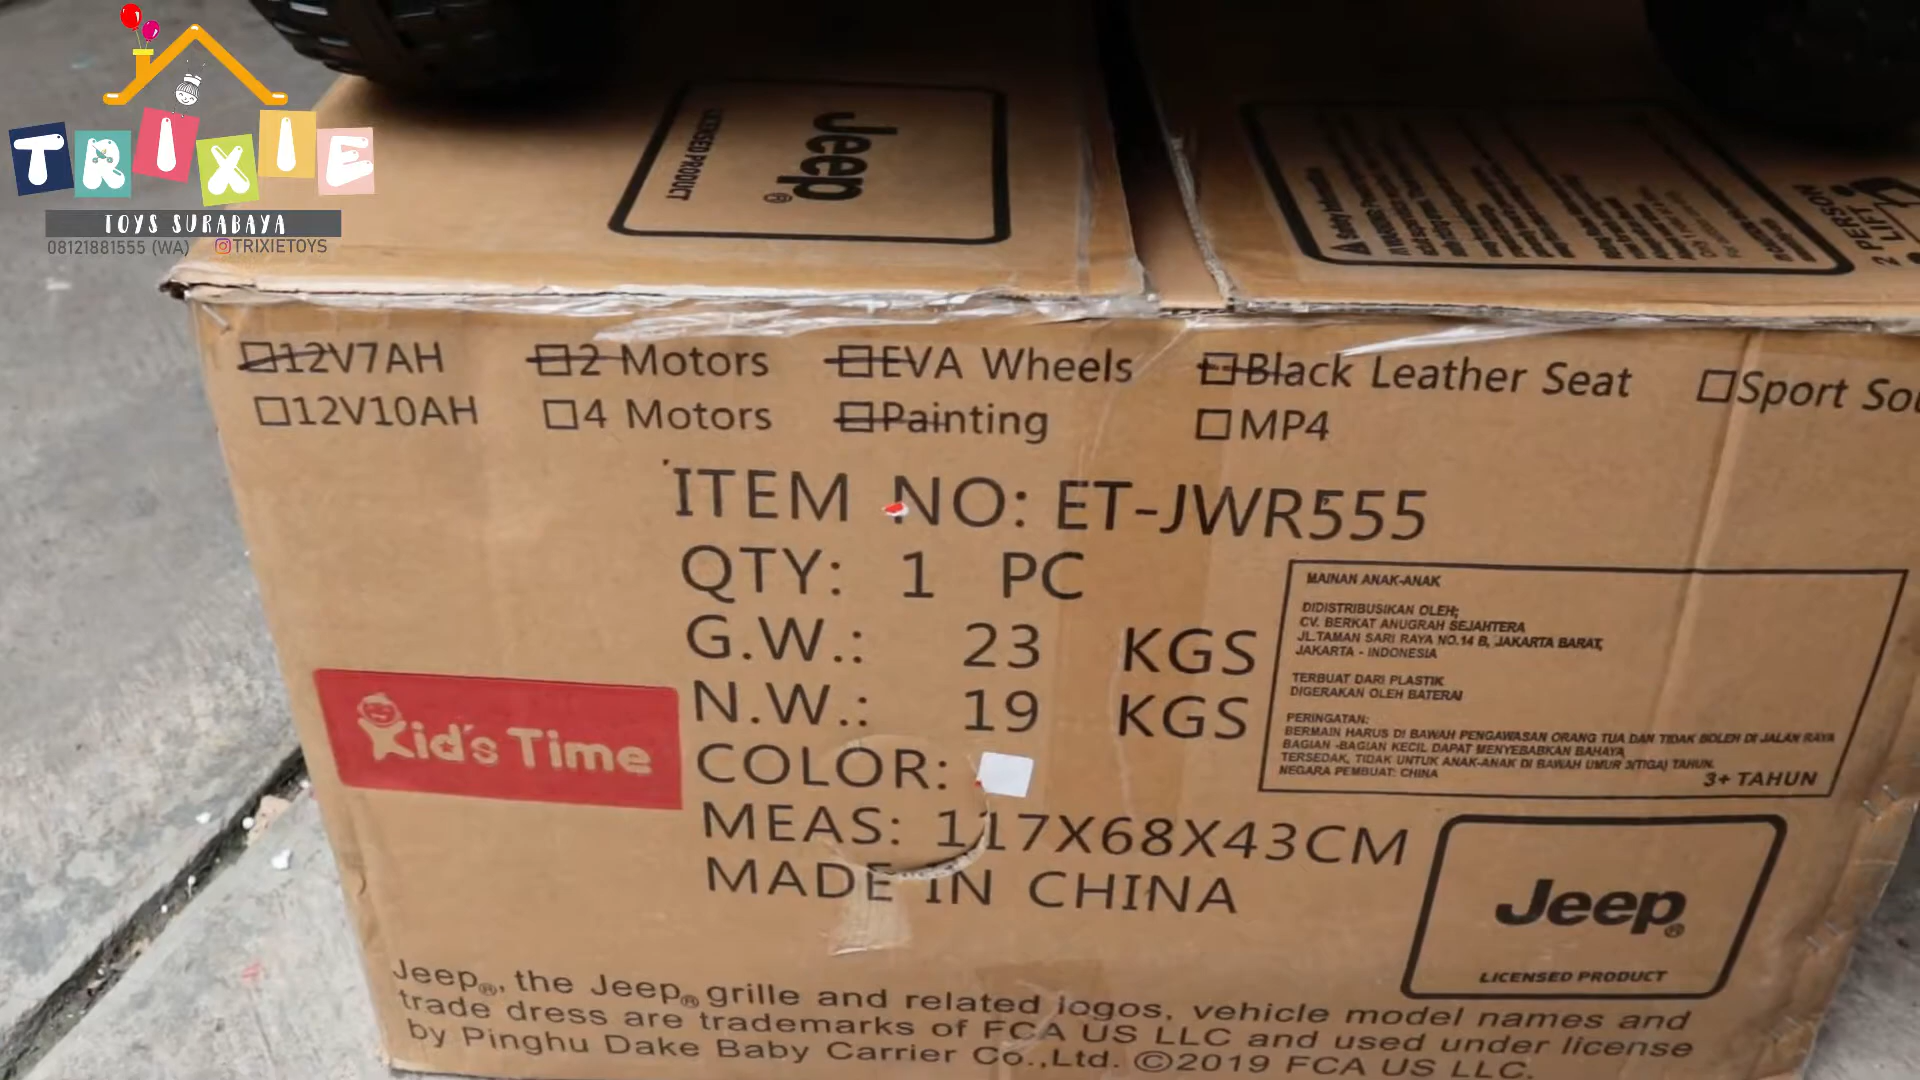 TRIXIE
TOYS SURABAYA
08121881555 (WA) TRIXIETOYS
Jeep®
LICENSED PRODUCT
Safety Instructions
2 PERSON
LIFT
12V7AH 2 Motors EVA Wheels Black Leather Seat Sport
12V10AH 4 Motors Painting MP4
ITEM NO: ET-JWR555
QTY: 1 PC
G.W.: 23 KGS
N.W.: 19 KGS
COLOR:
MEAS: 117X68X43CM
MADE IN CHINA
Kid's Time
MAINAN ANAK-ANAK
DIDISTRIBUSIKAN OLEH;
CV. BERKAT ANUGRAH SEJAHTERA
JL.TAMAN SARI RAYA NO.14 B, JAKARTA BARAT,
JAKARTA - INDONESIA
TERBUAT DARI PLASTIK
DIGERAKAN OLEH BATERAI
PERINGATAN:
BERMAIN HARUS DI BAWAH PENGAWASAN ORANG TUA DAN TIDAK BOLEH DI JALAN RAYA
BAGIAN -BAGIAN KECIL DAPAT MENYEBABKAN BAHAYA
TERSEDAK, TIDAK UNTUK ANAK-ANAK DI BAWAH UMUR 3(TIGA) TAHUN.
NEGARA PEMBUAT: CHINA
3+ TAHUN
Jeep®
LICENSED PRODUCT
Jeep®, the Jeep® grille and related logos, vehicle model names and
trade dress are trademarks of FCA US LLC and used under license
by Pinghu Dake Baby Carrier Co.,Ltd. ©2019 FCA US LLC.